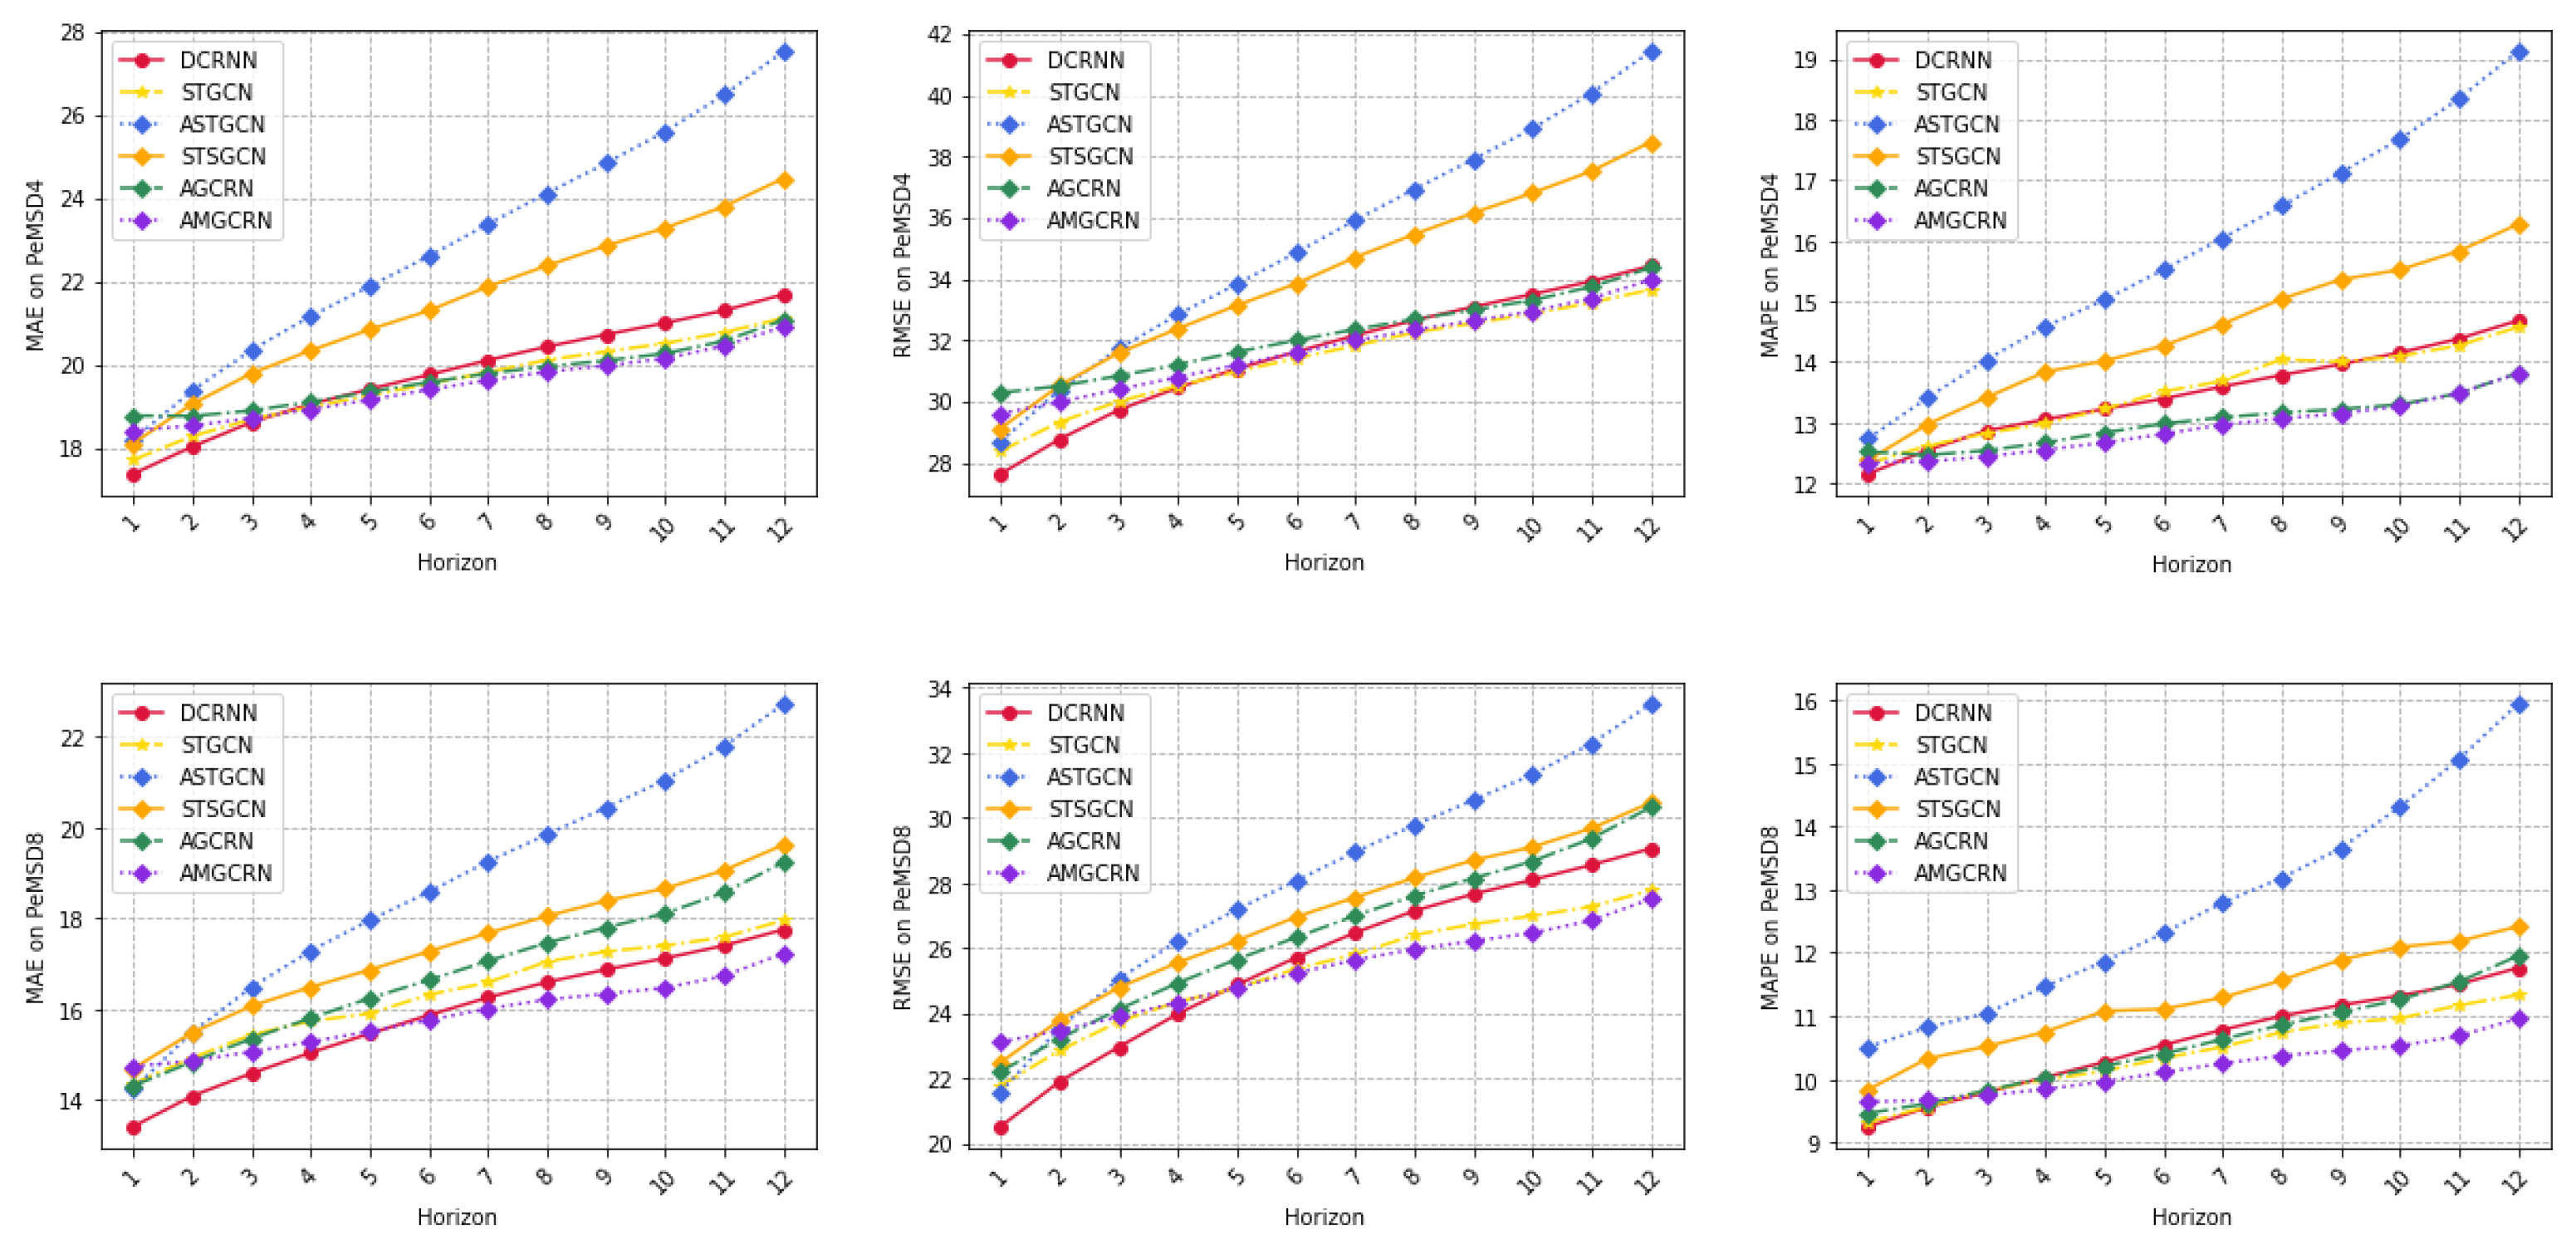 MAE on PeMSD4
28
26
24
22
20
18
DCRNN
STGCN
ASTGCN
STSGCN
AGCRN
AMGCRN
1 2 3 4 5 6 7 8 9 10 11 12
Horizon
RMSE on PeMSD4
42
40
38
36
34
32
30
28
DCRNN
STGCN
ASTGCN
STSGCN
AGCRN
AMGCRN
1 2 3 4 5 6 7 8 9 10 11 12
Horizon
MAPE on PeMSD4
19
18
17
16
15
14
13
12
DCRNN
STGCN
ASTGCN
STSGCN
AGCRN
AMGCRN
1 2 3 4 5 6 7 8 9 10 11 12
Horizon
MAE on PeMSD8
22
20
18
16
14
DCRNN
STGCN
ASTGCN
STSGCN
AGCRN
AMGCRN
1 2 3 4 5 6 7 8 9 10 11 12
Horizon
RMSE on PeMSD8
34
32
30
28
26
24
22
20
DCRNN
STGCN
ASTGCN
STSGCN
AGCRN
AMGCRN
1 2 3 4 5 6 7 8 9 10 11 12
Horizon
MAPE on PeMSD8
16
15
14
13
12
11
10
9
DCRNN
STGCN
ASTGCN
STSGCN
AGCRN
AMGCRN
1 2 3 4 5 6 7 8 9 10 11 12
Horizon